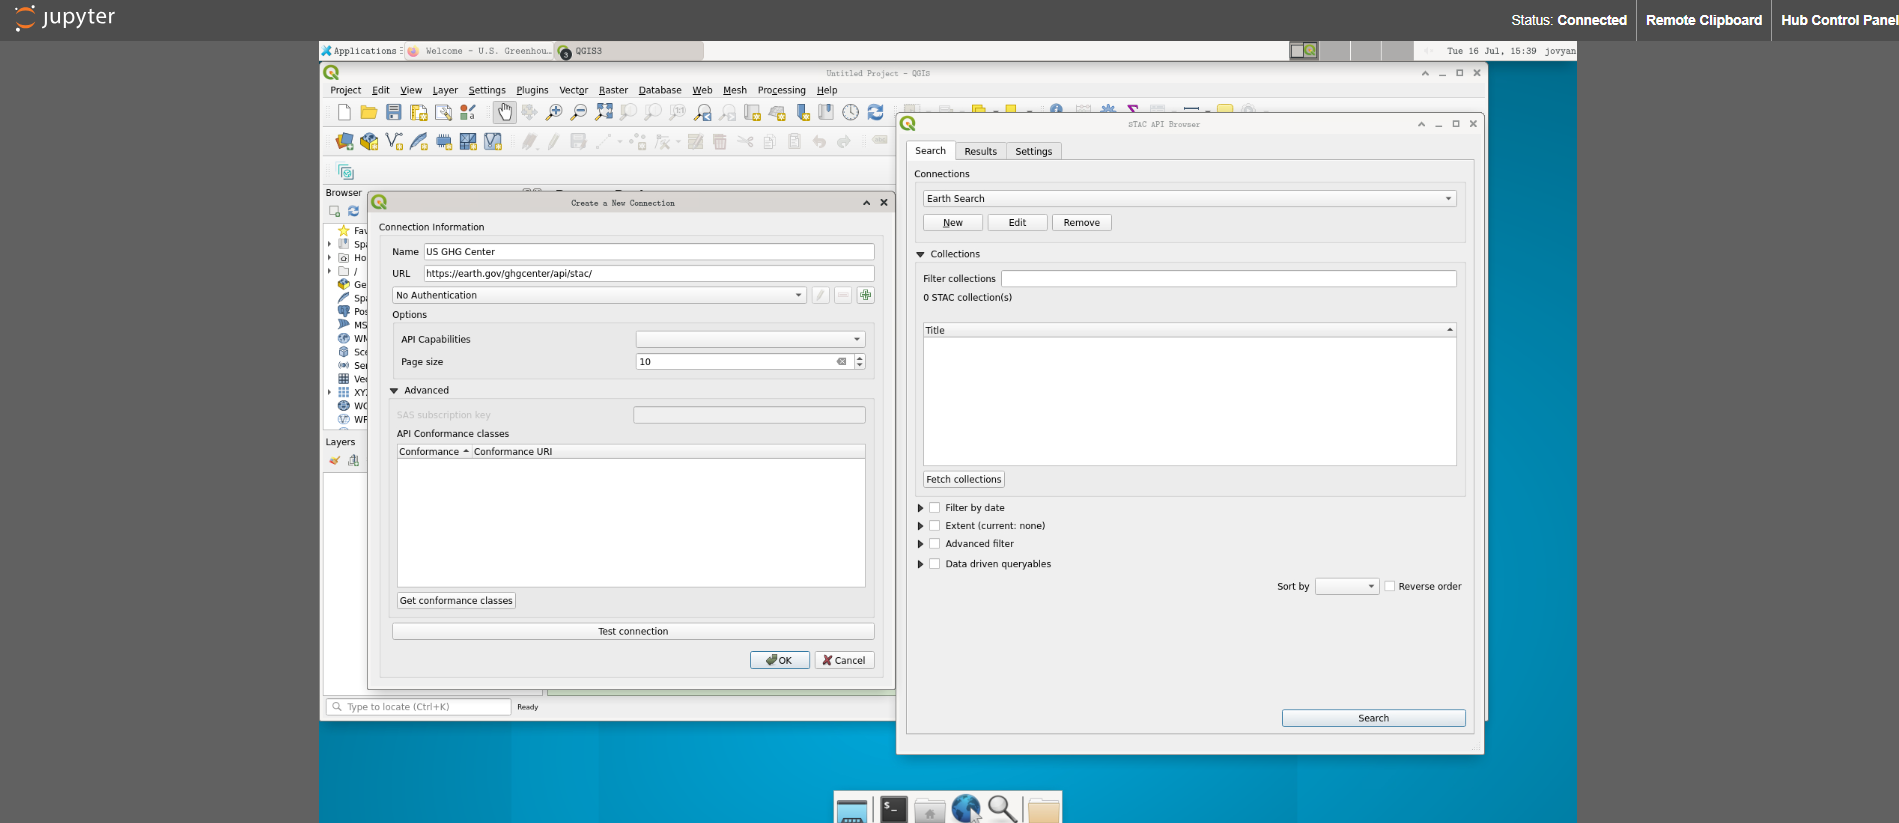 jupyter
Status: Connected
Remote Clipboard
Hub Control Panel
Applications
Welcome - U.S. Greenhou...
3
QGIS3
Tue 16 Jul, 15:39
jovyan
Untitled Project - QGIS
Project Edit View Layer Settings Plugins Vector Raster Database Web Mesh Processing Help
STAC API Browser
Search Results Settings
Connections
Earth Search
New Edit Remove
Collections
Filter collections
0 STAC collection(s)
Title
Fetch collections
Filter by date
Extent (current: none)
Advanced filter
Data driven queryables
Sort by
Reverse order
Search
Browser
Fav
Spa
Ho
/
Ge
Spa
Pos
MS
WM
Sce
Sen
Vec
XYZ
WC
WF
Layers
Create a New Connection
Connection Information
Name US GHG Center
URL https://earth.gov/ghgcenter/api/stac/
No Authentication
Options
API Capabilities
Page size 10
Advanced
SAS subscription key
API Conformance classes
Conformance Conformance URI
Get conformance classes
Test connection
OK Cancel
Type to locate (Ctrl+K)
Ready
$_